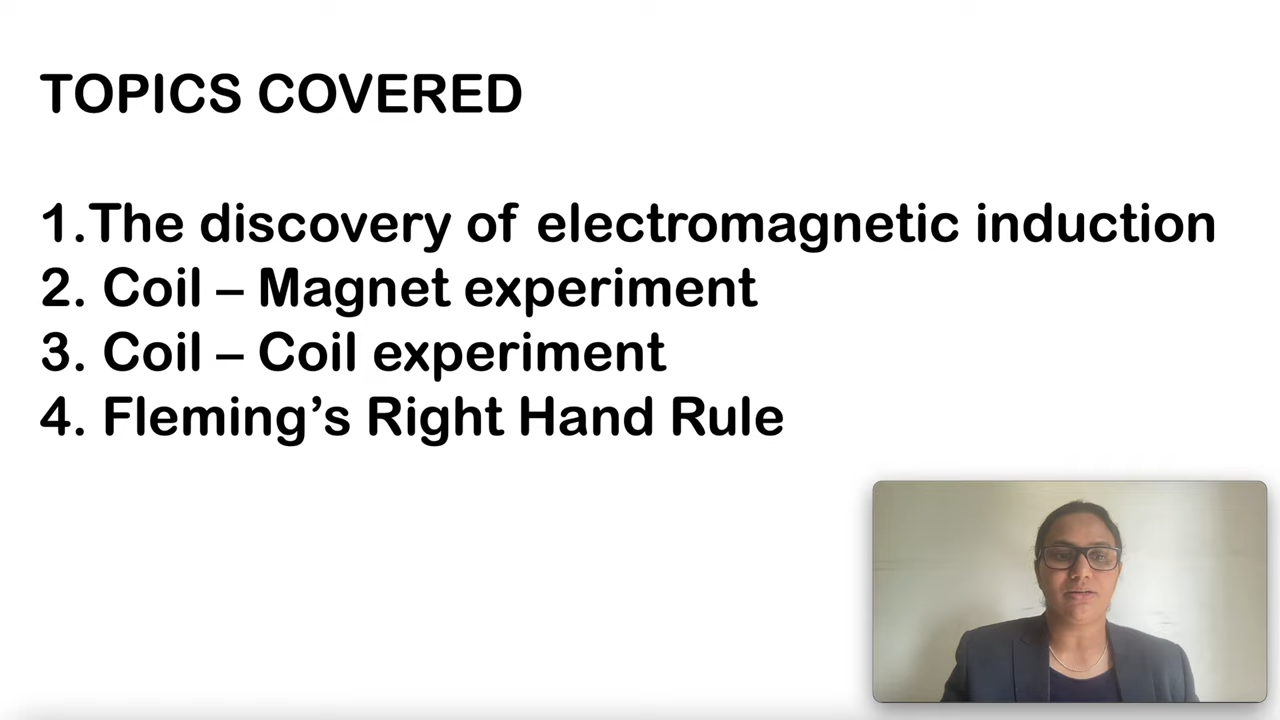 TOPICS COVERED
1.The discovery of electromagnetic induction
2. Coil – Magnet experiment
3. Coil – Coil experiment
4. Fleming’s Right Hand Rule